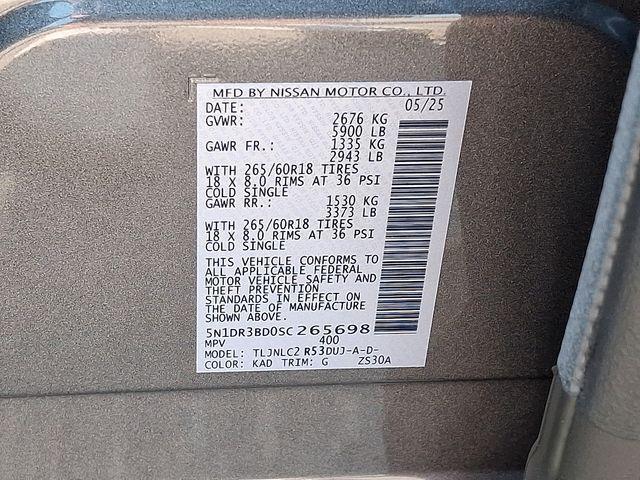 MFD BY NISSAN MOTOR CO., LTD.
DATE: 05/25
GVWR: 2676 KG
5900 LB
GAWR FR.: 1335 KG
2943 LB
WITH 265/60R18 TIRES
18 X 8.0 RIMS AT 36 PSI
COLD SINGLE
GAWR RR.: 1530 KG
3373 LB
WITH 265/60R18 TIRES
18 X 8.0 RIMS AT 36 PSI
COLD SINGLE
THIS VEHICLE CONFORMS TO
ALL APPLICABLE FEDERAL
MOTOR VEHICLE SAFETY AND
THEFT PREVENTION
STANDARDS IN EFFECT ON
THE DATE OF MANUFACTURE
SHOWN ABOVE.
5N1DR3BD0SC265698
MPV 400
MODEL: TLJNLC2 R53DUJ-A-D-
COLOR: KAD TRIM: G ZS30A